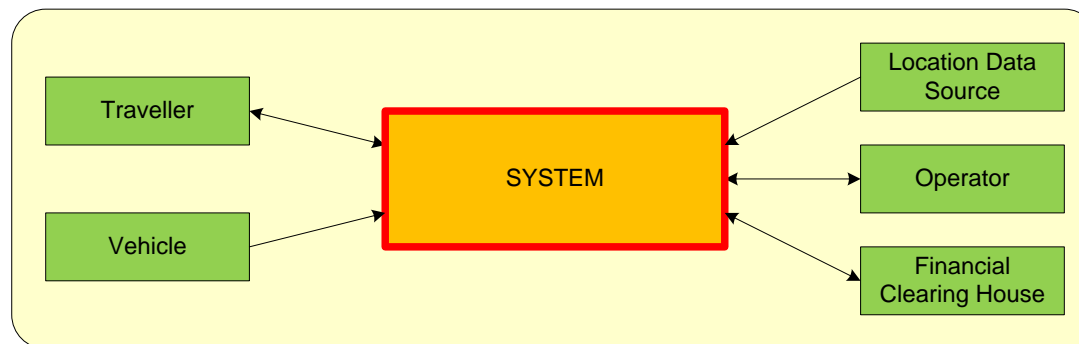 Traveller
Vehicle
SYSTEM
Location Data
Source
Operator
Financial
Clearing House